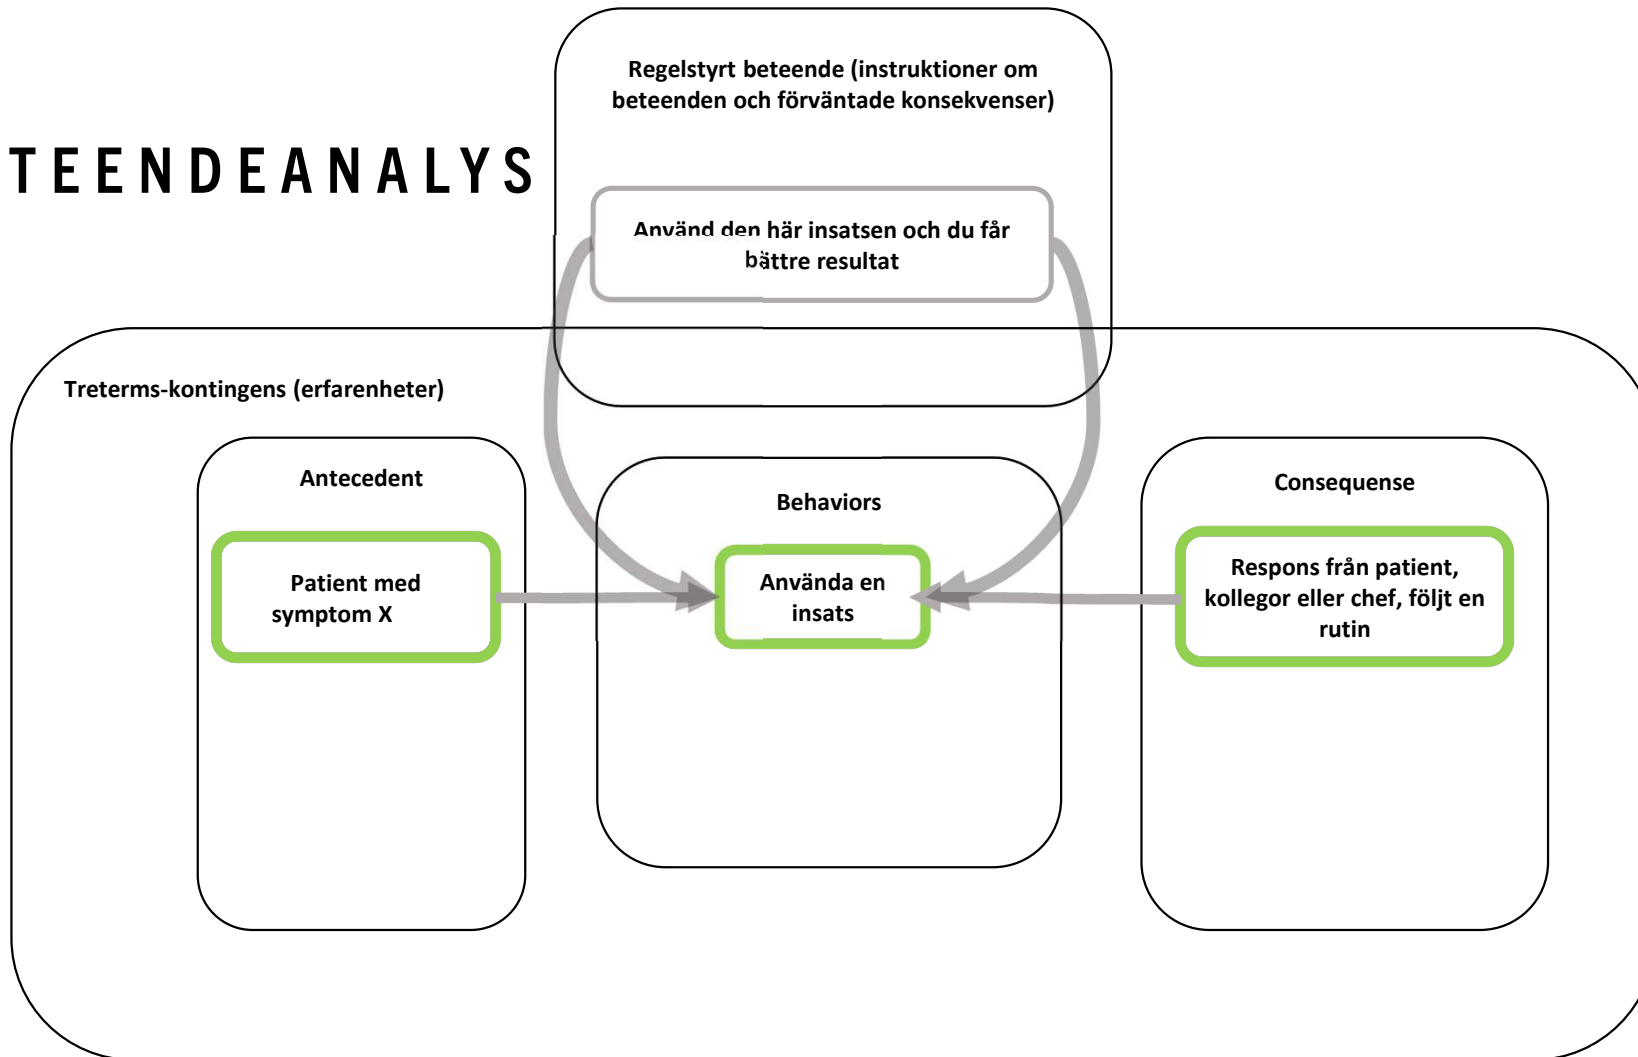 Regelstyrt beteende (instruktioner om
beteenden och förväntade konsekvenser)
TEENDEANALYS
Använd den här insatsen och du får
bättre resultat
Treterms-kontingens (erfarenheter)
Antecedent
Patient med
symptom X
Behaviors
Använda en
insats
Consequense
Respons från patient,
kollegor eller chef, följt en
rutin